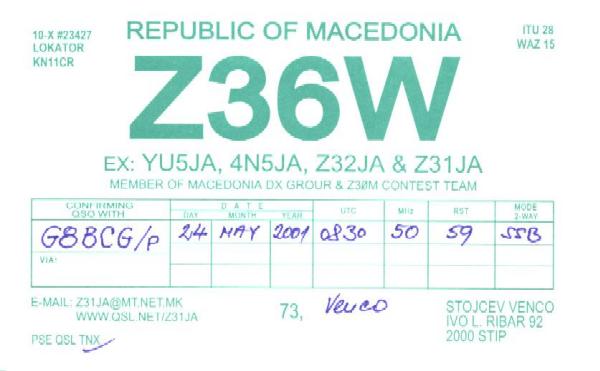 10-X #23427
LOKATOR
KN11CR
REPUBLIC OF MACEDONIA
ITU 28
WAZ 15
Z36W
EX: YU5JA, 4N5JA, Z32JA & Z31JA
MEMBER OF MACEDONIA DX GROUR & Z3ØM CONTEST TEAM
CONFIRMING QSO WITH DATE DAY MONTH YEAR UTC MHz RST MODE 2-WAY
G8BCG/P 24 MAY 2001 0830 50 59 SSB
VIA:
E-MAIL: Z31JA@MT.NET.MK
WWW.QSL.NET/Z31JA
73, Venco
STOJCEV VENCO
IVO L. RIBAR 92
2000 STIP
PSE QSL TNX